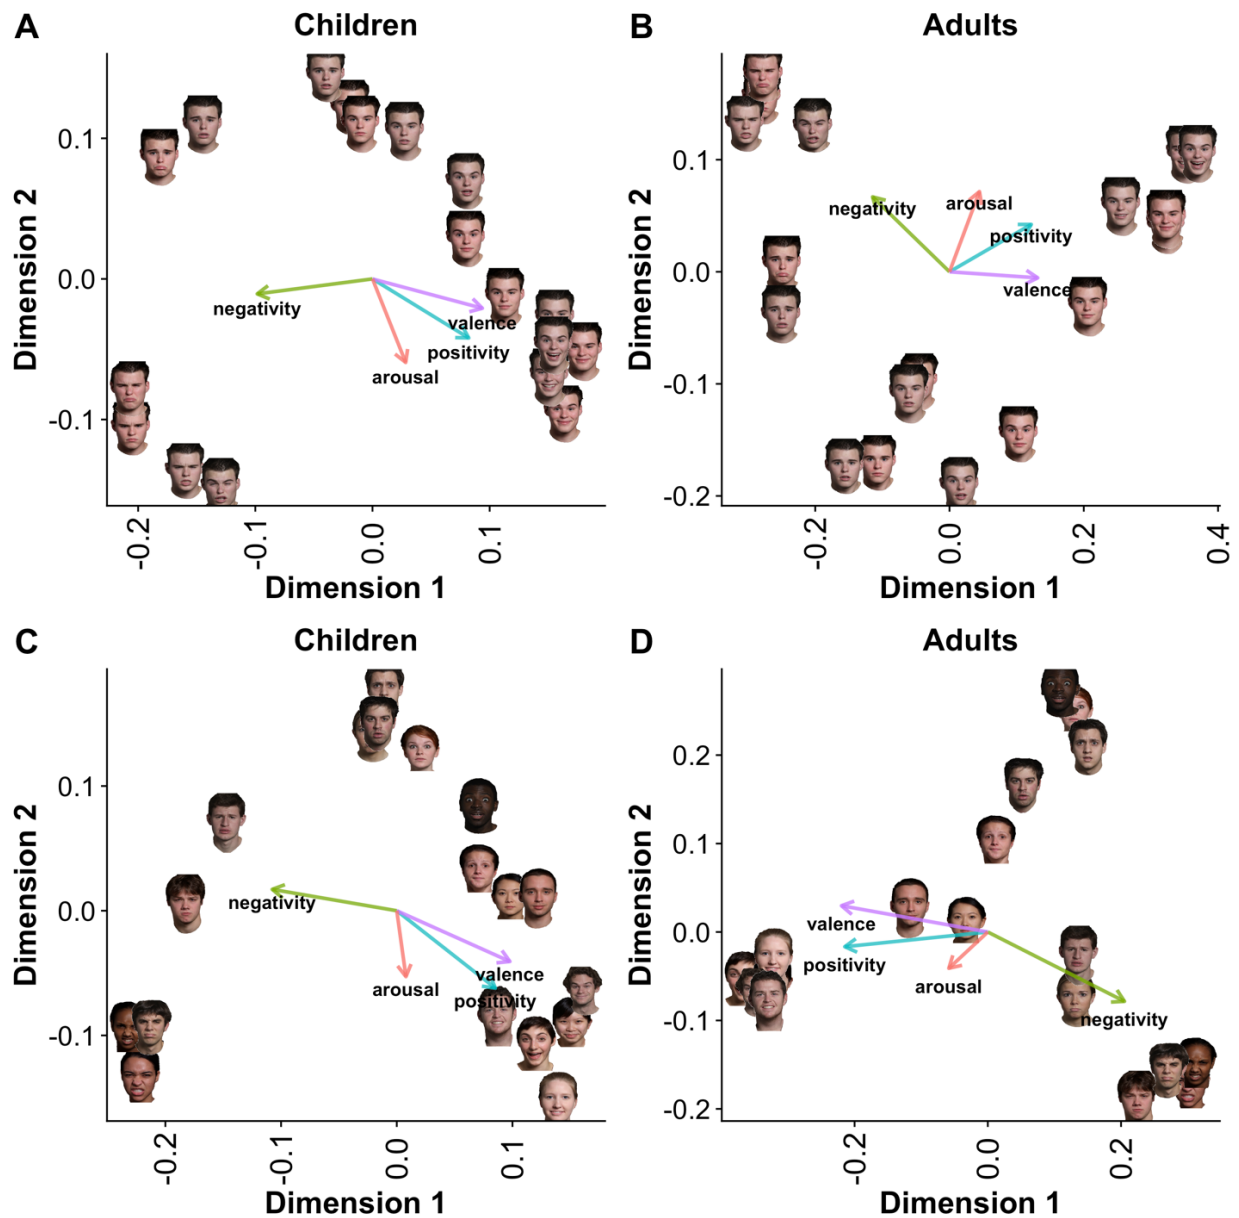 A
Children
Dimension 2
0.1
0.0
-0.1
negativity
valence
positivity
arousal
-0.2
-0.1
0.0
0.1
Dimension 1
B
Adults
Dimension 2
0.1
0.0
-0.1
-0.2
negativity
arousal
positivity
valence
-0.2
0.0
0.2
0.4
Dimension 1
C
Children
Dimension 2
0.1
0.0
-0.1
negativity
valence
arousal
positivity
-0.2
-0.1
0.0
0.1
Dimension 1
D
Adults
Dimension 2
0.2
0.1
0.0
-0.1
-0.2
valence
positivity
arousal
negativity
-0.2
0.0
0.2
Dimension 1